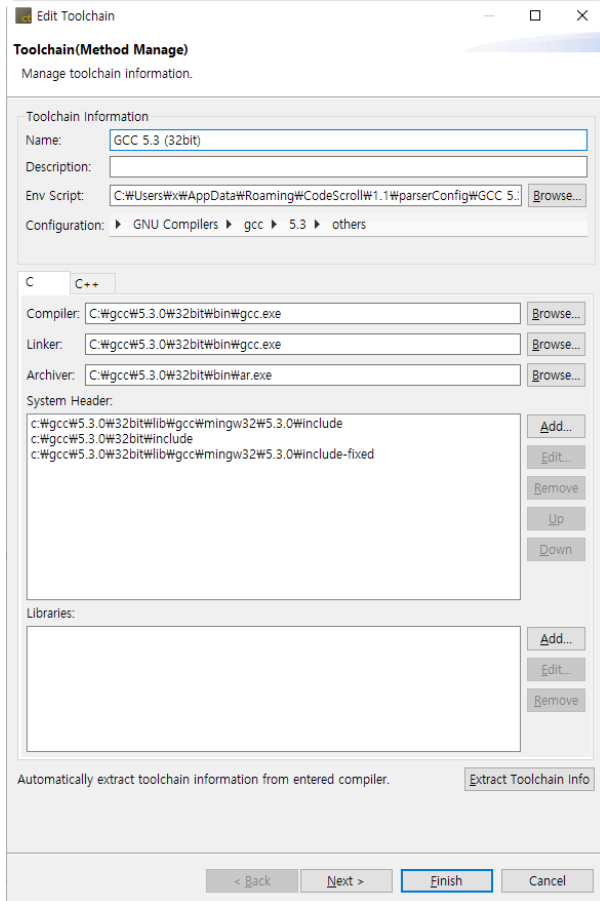 ct Edit Toolchain
Toolchain(Method Manage)
Manage toolchain information.
Toolchain Information
Name: GCC 5.3 (32bit)
Description:
Env Script: C:₩Users₩x₩AppData₩Roaming₩CodeScroll₩1.1₩parserConfig₩GCC 5.: Browse...
Configuration: GNU Compilers gcc 5.3 others
C C++
Compiler: C:₩gcc₩5.3.0₩32bit₩bin₩gcc.exe Browse...
Linker: C:₩gcc₩5.3.0₩32bit₩bin₩gcc.exe Browse...
Archiver: C:₩gcc₩5.3.0₩32bit₩bin₩ar.exe Browse...
System Header:
c:₩gcc₩5.3.0₩32bit₩lib₩gcc₩mingw32₩5.3.0₩include Add...
c:₩gcc₩5.3.0₩32bit₩include
c:₩gcc₩5.3.0₩32bit₩lib₩gcc₩mingw32₩5.3.0₩include-fixed Edit...
Remove
Up
Down
Libraries:
Add...
Edit...
Remove
Automatically extract toolchain information from entered compiler. Extract Toolchain Info
< Back Next > Finish Cancel